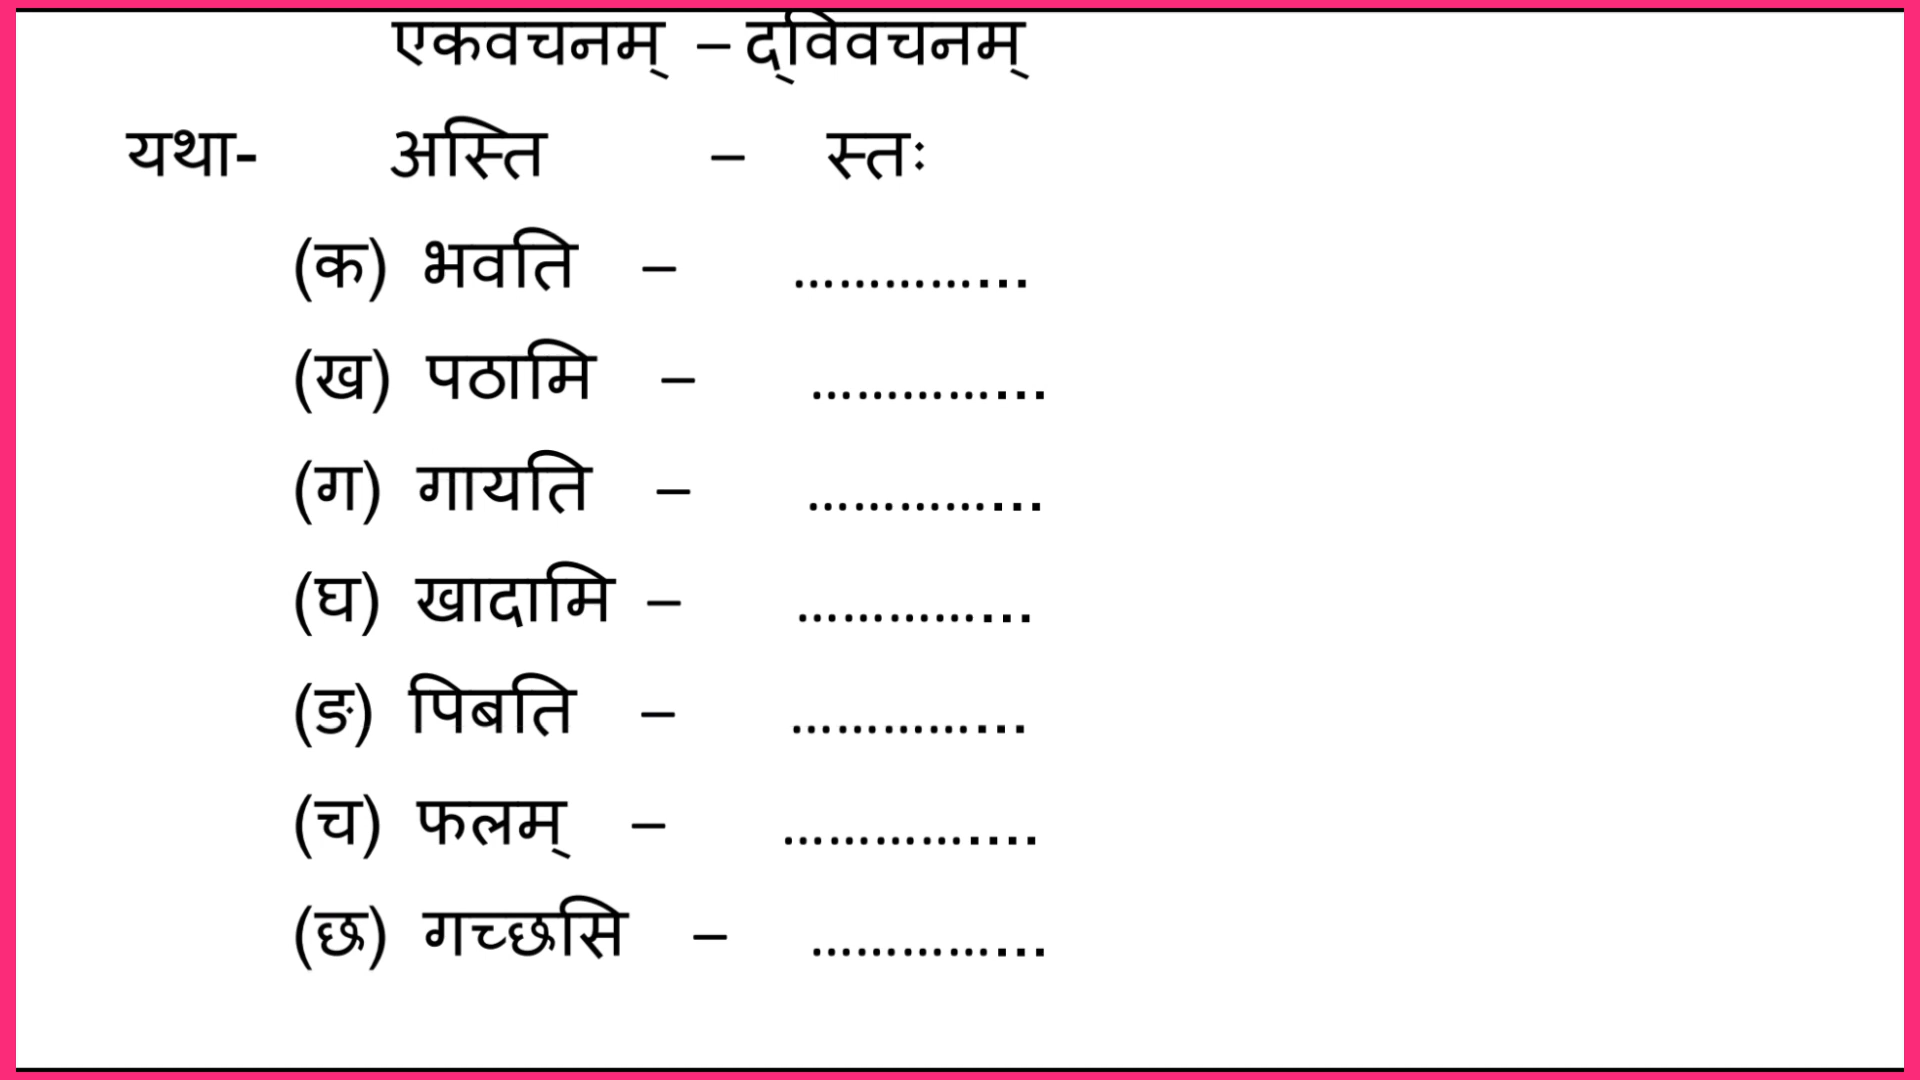 एकवचनम् – द्विवचनम्
यथा- अस्ति – स्तः
(क) भवति – …………...
(ख) पठामि – …………...
(ग) गायति – …………...
(घ) खादामि – …………...
(ङ) पिबति – …………...
(च) फलम् – …………....
(छ) गच्छसि – …………...